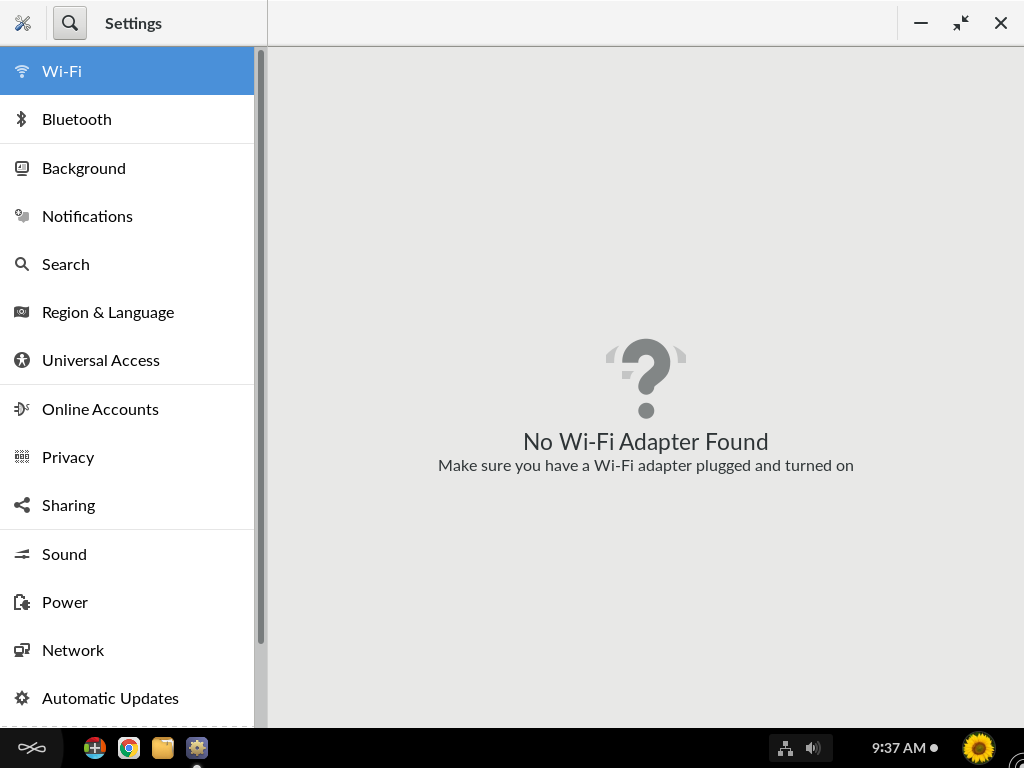 Settings
Wi-Fi
Bluetooth
Background
Notifications
Search
Region & Language
Universal Access
Online Accounts
Privacy
Sharing
Sound
Power
Network
Automatic Updates
No Wi-Fi Adapter Found
Make sure you have a Wi-Fi adapter plugged and turned on
9:37 AM